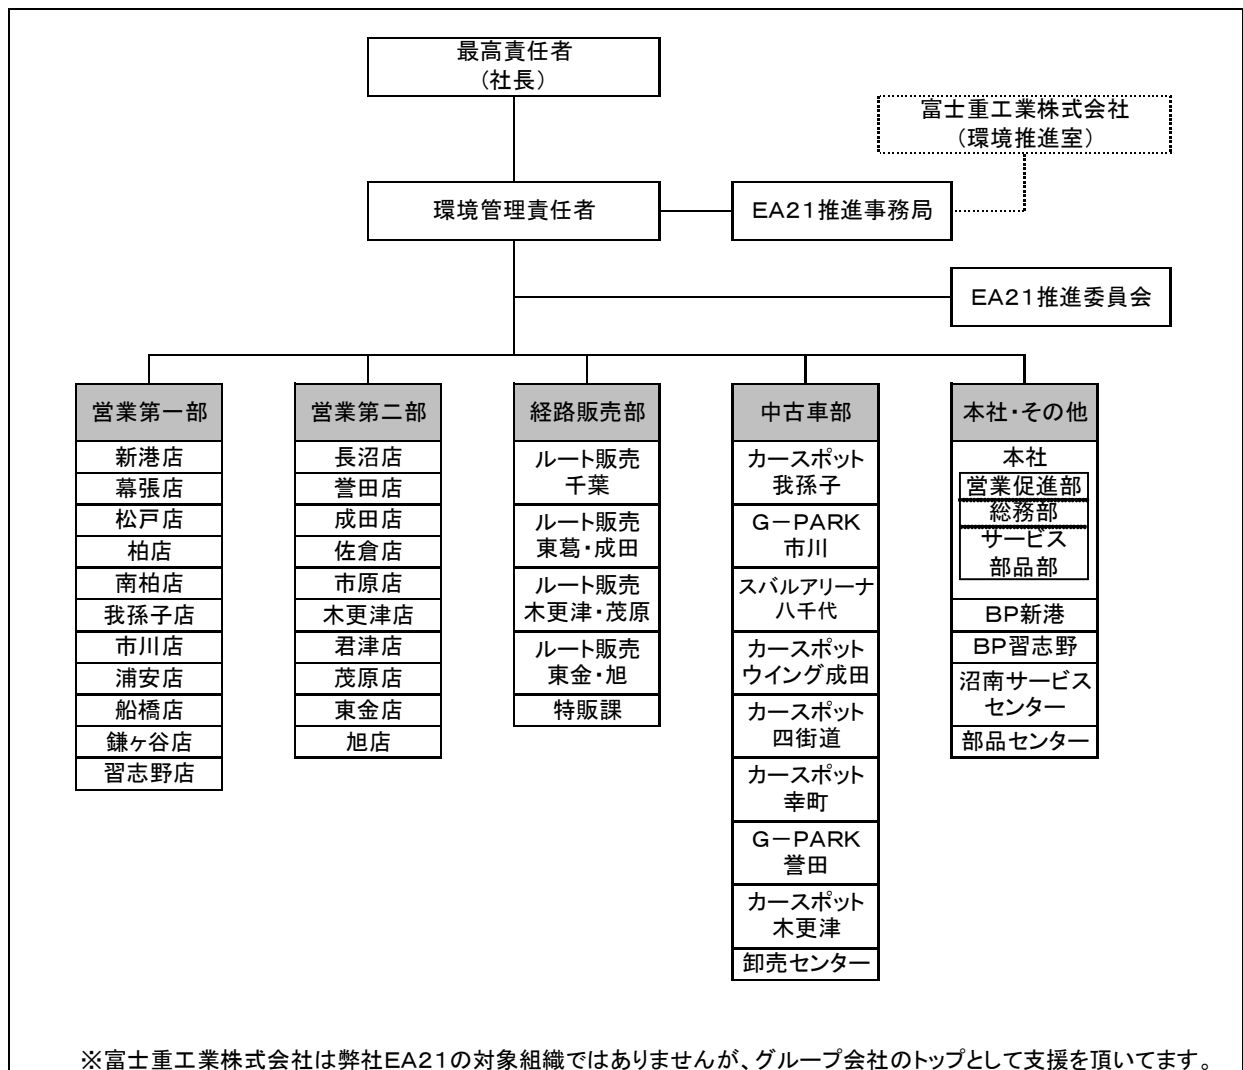 最高責任者
(社長)
富士重工業株式会社
(環境推進室)
環境管理責任者
EA21推進事務局
EA21推進委員会
営業第一部
新港店
幕張店
松戸店
柏店
南柏店
我孫子店
市川店
浦安店
船橋店
鎌ヶ谷店
習志野店
営業第二部
長沼店
誉田店
成田店
佐倉店
市原店
木更津店
君津店
茂原店
東金店
旭店
経路販売部
ルート販売
千葉
ルート販売
東葛・成田
ルート販売
木更津・茂原
ルート販売
東金・旭
特販課
中古車部
カースポット
我孫子
G-PARK
市川
スバルアリーナ
八千代
カースポット
ウイング成田
カースポット
四街道
カースポット
幸町
G-PARK
誉田
カースポット
木更津
卸売センター
本社・その他
本社
営業促進部
総務部
サービス
部品部
BP新港
BP習志野
沼南サービス
センター
部品センター
※富士重工業株式会社は弊社EA21の対象組織ではありませんが、グループ会社のトップとして支援を頂いてます。